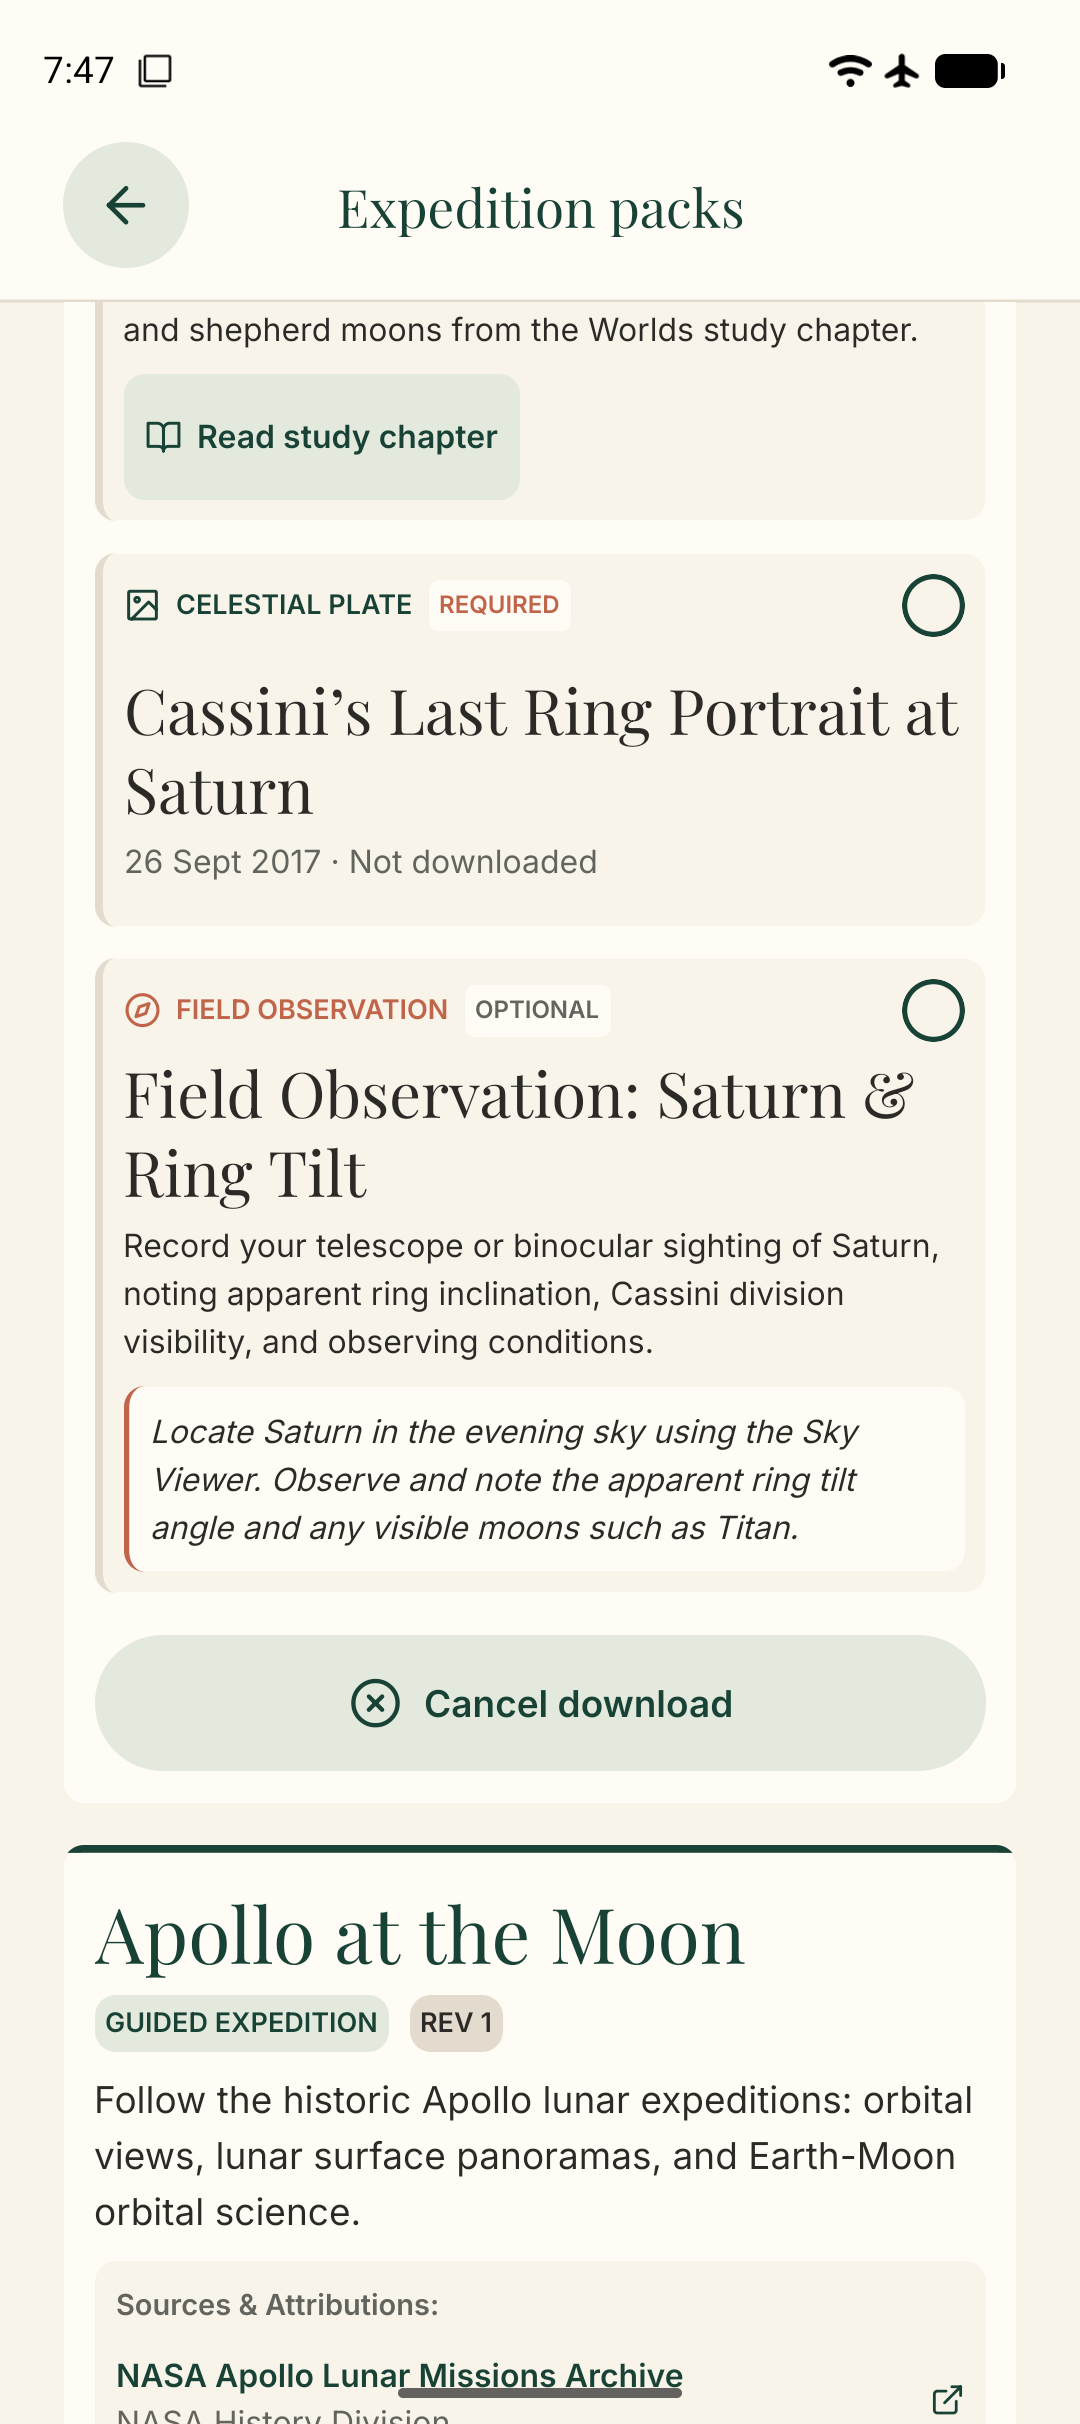 7:47
Expedition packs
and shepherd moons from the Worlds study chapter.
Read study chapter
CELESTIAL PLATE REQUIRED
Cassini’s Last Ring Portrait at
Saturn
26 Sept 2017 · Not downloaded
FIELD OBSERVATION OPTIONAL
Field Observation: Saturn &
Ring Tilt
Record your telescope or binocular sighting of Saturn,
noting apparent ring inclination, Cassini division
visibility, and observing conditions.
Locate Saturn in the evening sky using the Sky
Viewer. Observe and note the apparent ring tilt
angle and any visible moons such as Titan.
Cancel download
Apollo at the Moon
GUIDED EXPEDITION REV 1
Follow the historic Apollo lunar expeditions: orbital
views, lunar surface panoramas, and Earth-Moon
orbital science.
Sources & Attributions:
NASA Apollo Lunar Missions Archive
NASA History Division